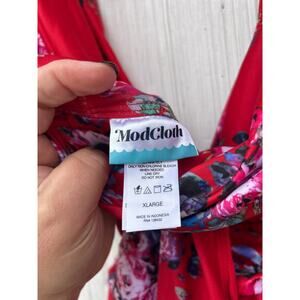 ModCloth
ONLY NON-CHLORINE BLEACH
WHEN NEEDED
LINE DRY
DO NOT IRON
XLARGE
MADE IN INDONESIA